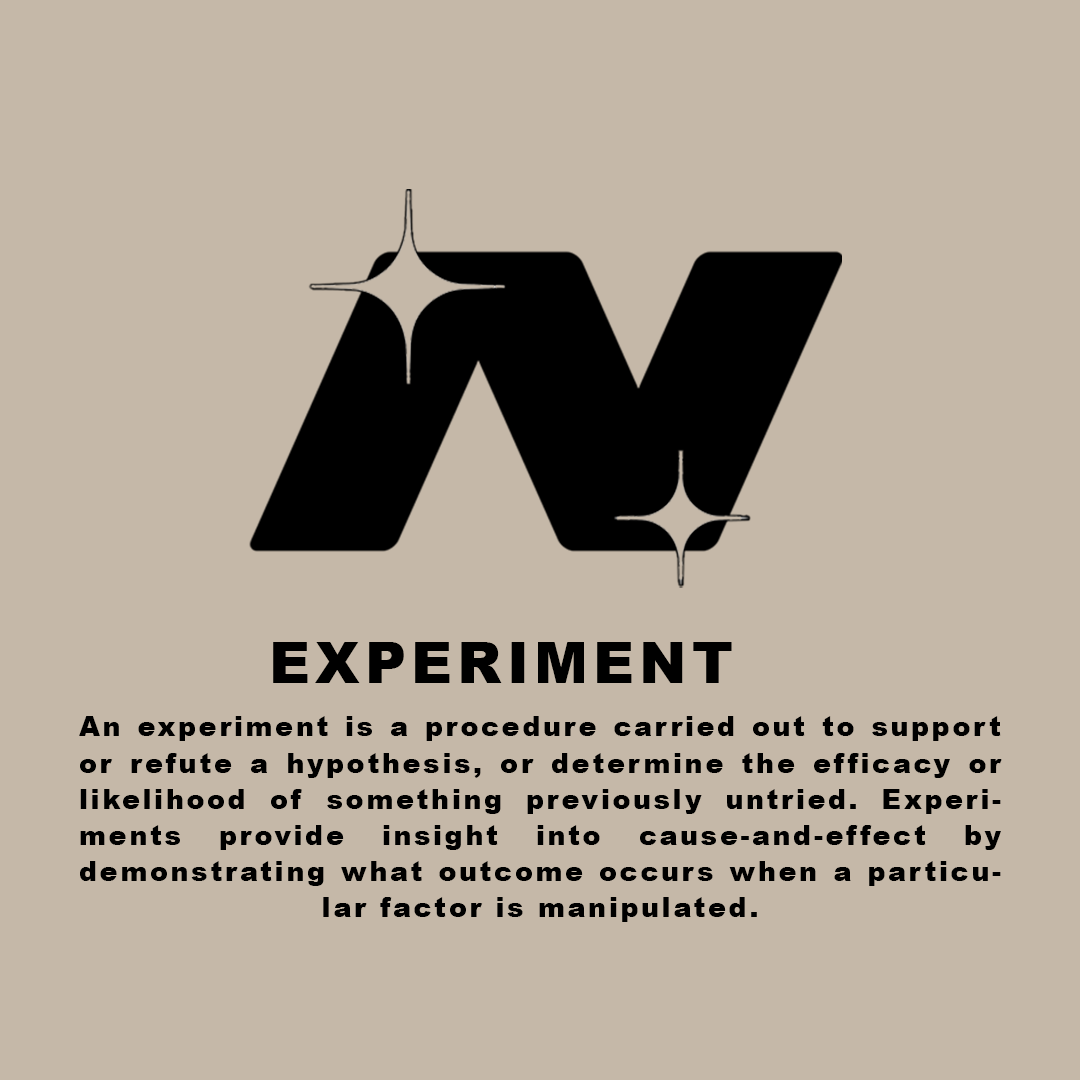 N
EXPERIMENT
An experiment is a procedure carried out to support
or refute a hypothesis, or determine the efficacy or
likelihood of something previously untried. Experi-
ments provide insight into cause-and-effect by
demonstrating what outcome occurs when a particu-
lar factor is manipulated.